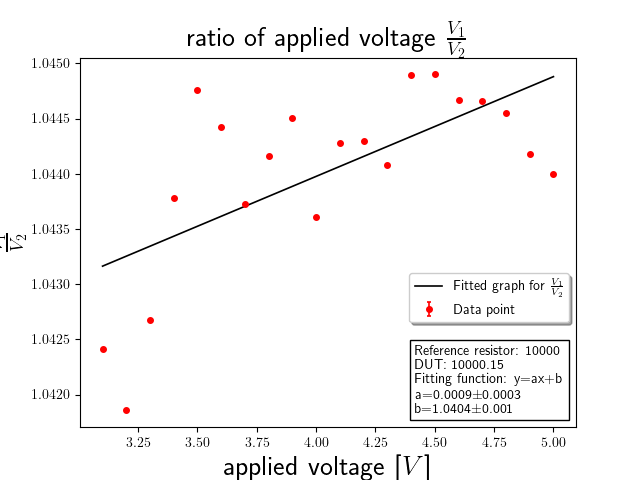 ratio of applied voltage V₁/V₂
1.0450
1.0445
1.0440
1.0435
1.0430
1.0425
1.0420
V₁/V₂
Fitted graph for V₁/V₂
Data point
Reference resistor: 10000
DUT: 10000.15
Fitting function: y=ax+b
a=0.0009±0.0003
b=1.0404±0.001
3.25 3.50 3.75 4.00 4.25 4.50 4.75 5.00
applied voltage [V]